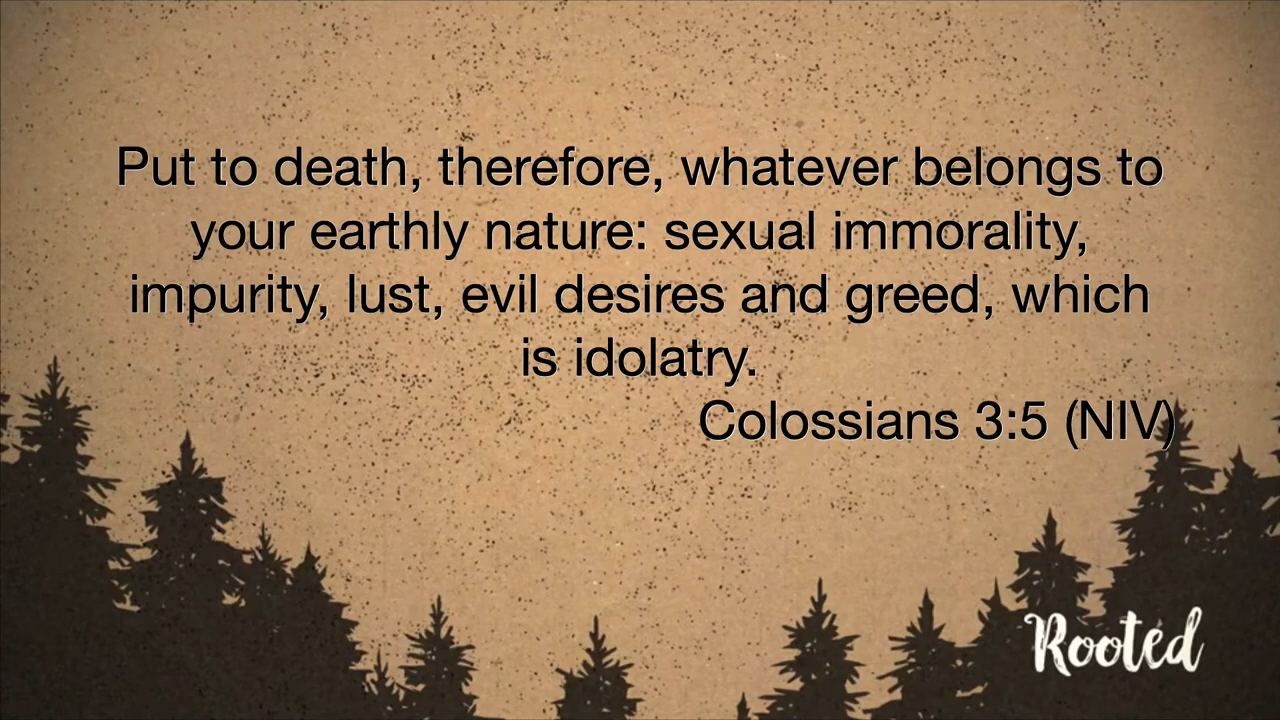 Put to death, therefore, whatever belongs to
your earthly nature: sexual immorality,
impurity, lust, evil desires and greed, which
is idolatry.
Colossians 3:5 (NIV)
Rooted